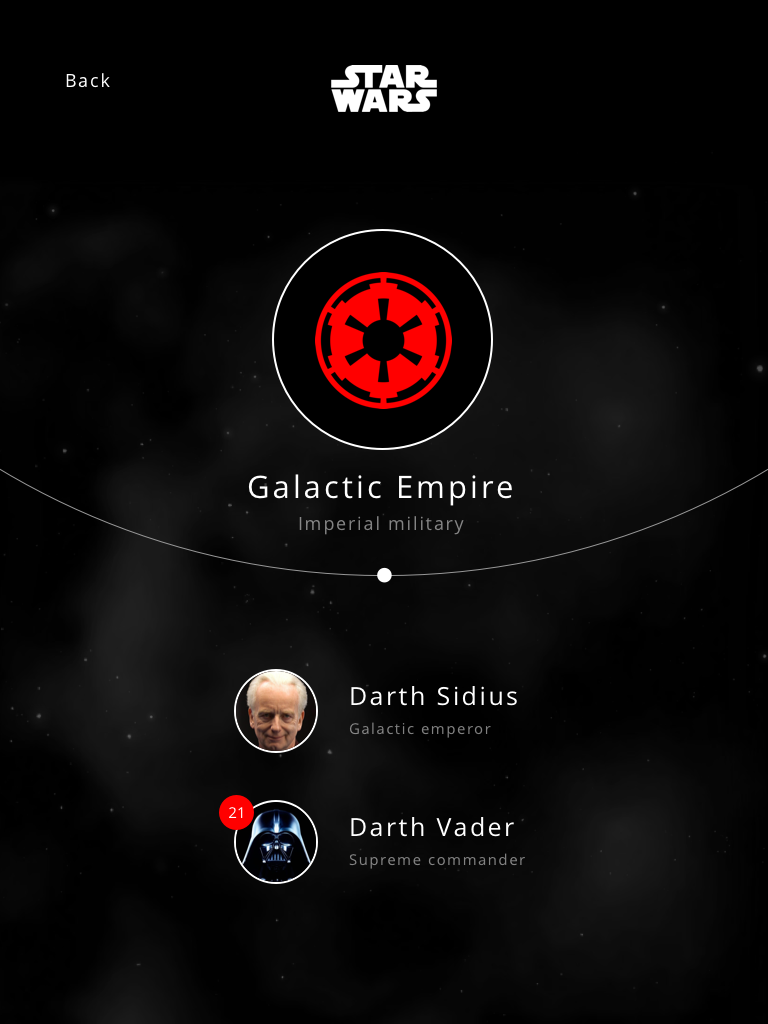 Back
STAR
WARS
Galactic Empire
Imperial military
Darth Sidius
Galactic emperor
21
Darth Vader
Supreme commander